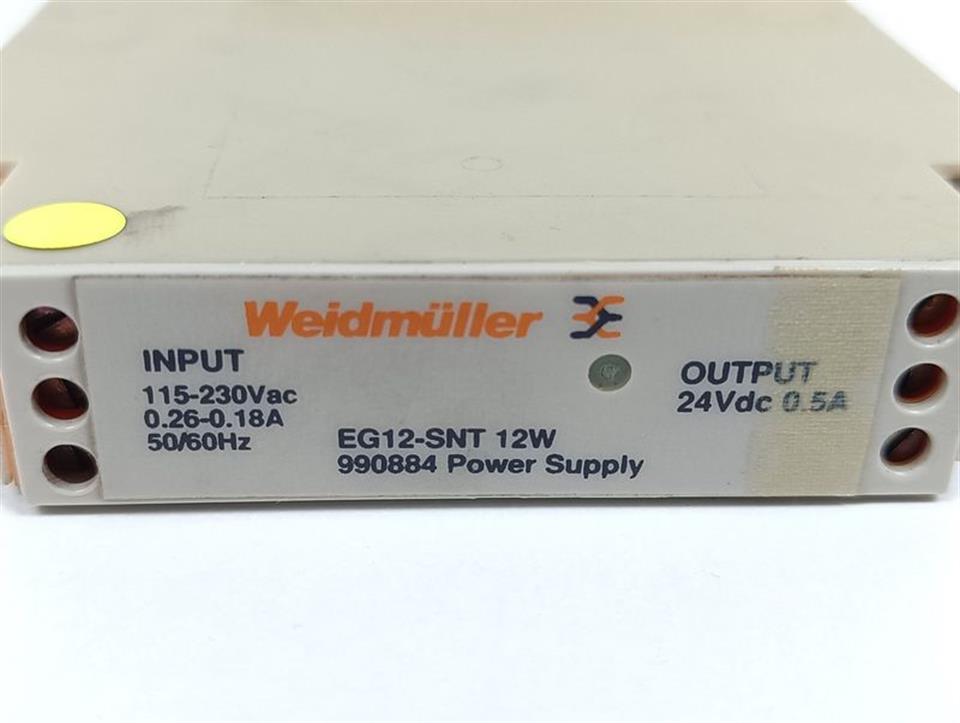 Weidmüller
INPUT
115-230Vac
0.26-0.18A
50/60Hz
EG12-SNT 12W
990884 Power Supply
OUTPUT
24Vdc 0.5A